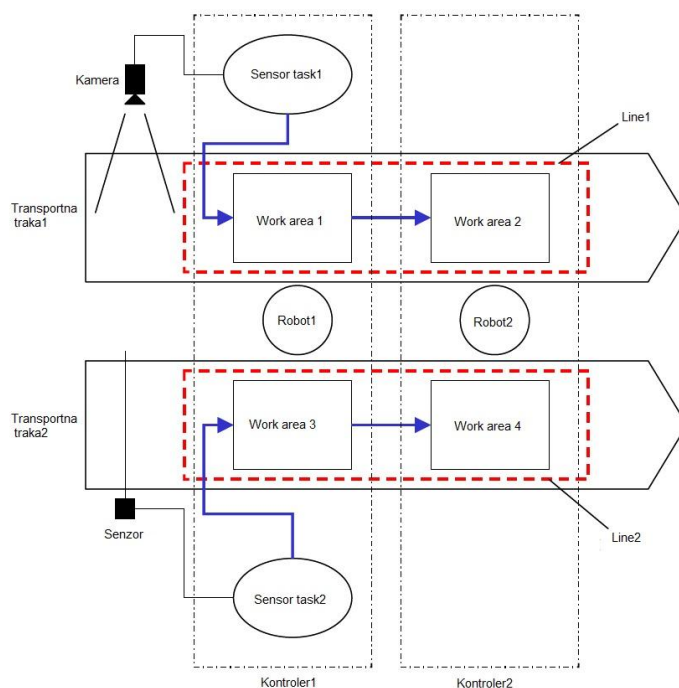 Sensor task1
Kamera
Line1
Transportna
traka1
Work area 1
Work area 2
Robot1
Robot2
Transportna
traka2
Work area 3
Work area 4
Senzor
Line2
Sensor task2
Kontroler1
Kontroler2